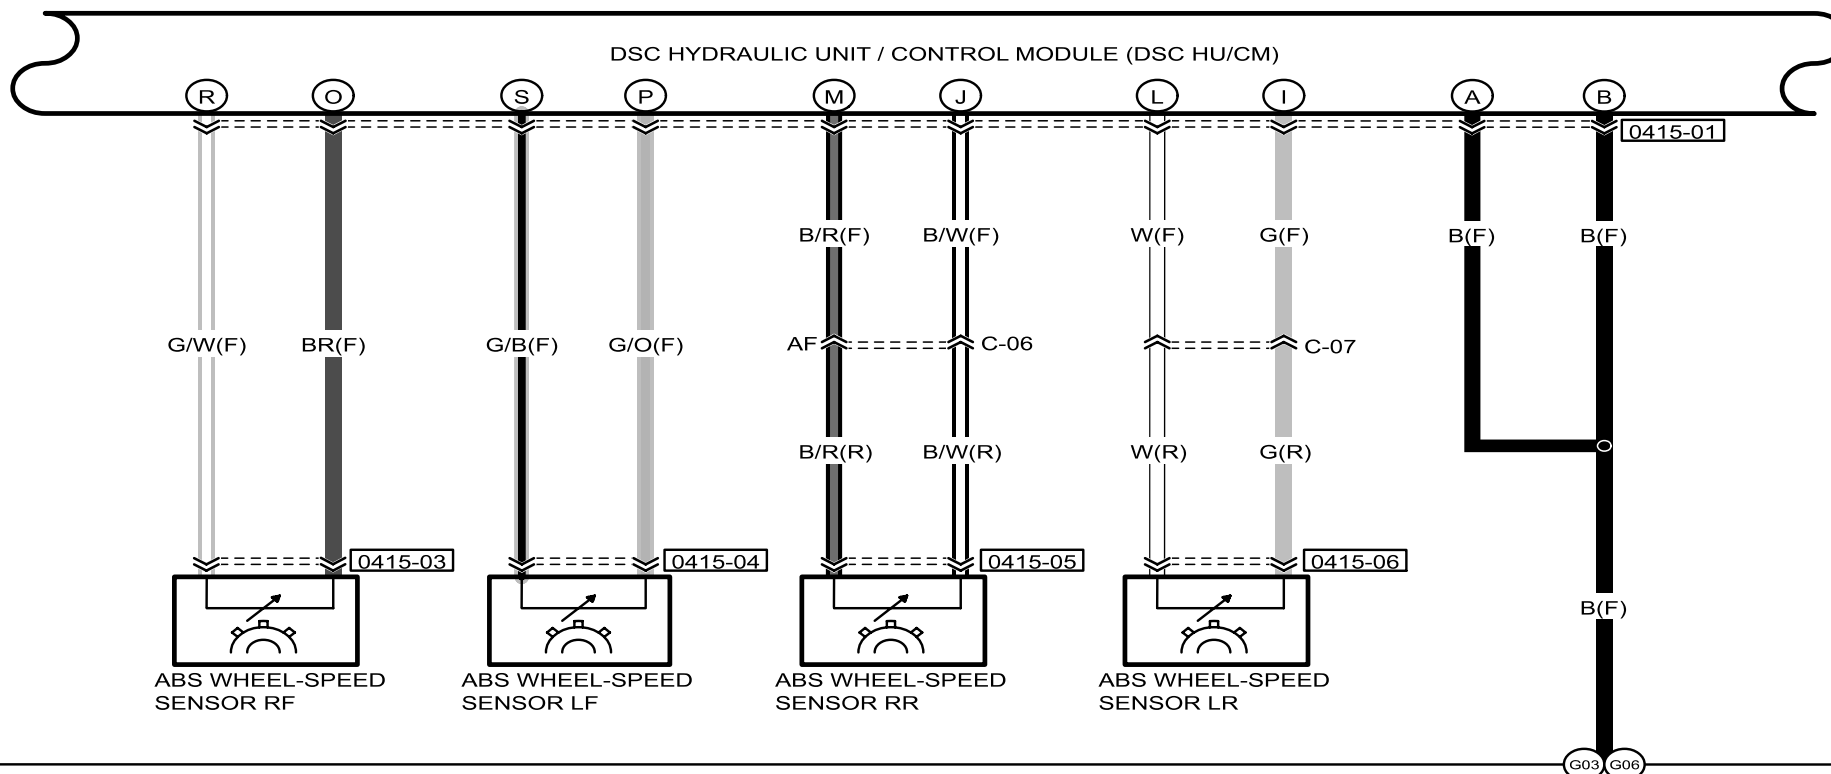 DSC HYDRAULIC UNIT / CONTROL MODULE (DSC HU/CM)
R O S P M J L I A B
0415-01
B/R(F) B/W(F) W(F) G(F) B(F) B(F)
G/W(F) BR(F) G/B(F) G/O(F) AF C-06 C-07
B/R(R) B/W(R) W(R) G(R)
0415-03 0415-04 0415-05 0415-06
B(F)
ABS WHEEL-SPEED
SENSOR RF
ABS WHEEL-SPEED
SENSOR LF
ABS WHEEL-SPEED
SENSOR RR
ABS WHEEL-SPEED
SENSOR LR
G03 G06